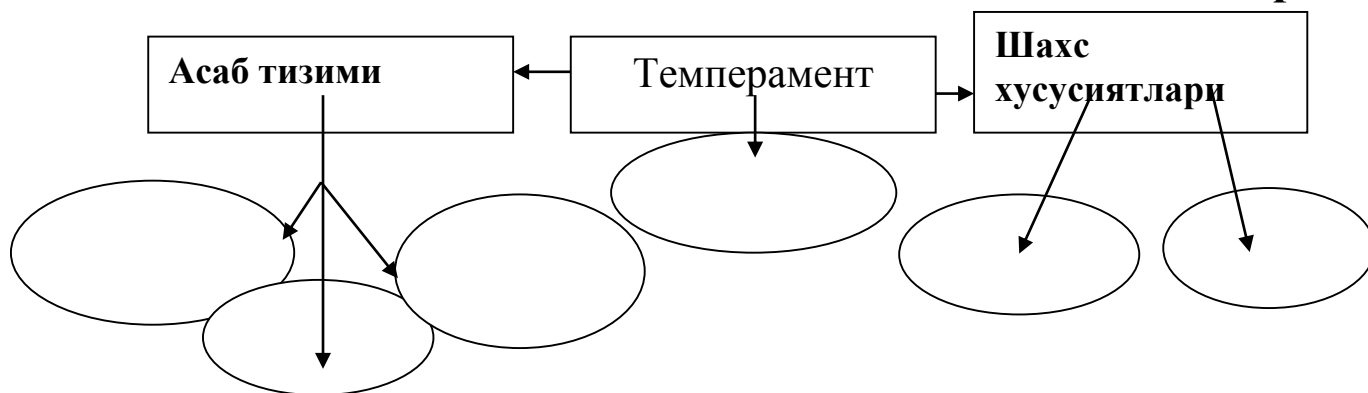 Асаб тизими
Темперамент
Шахс
хусусиятлари